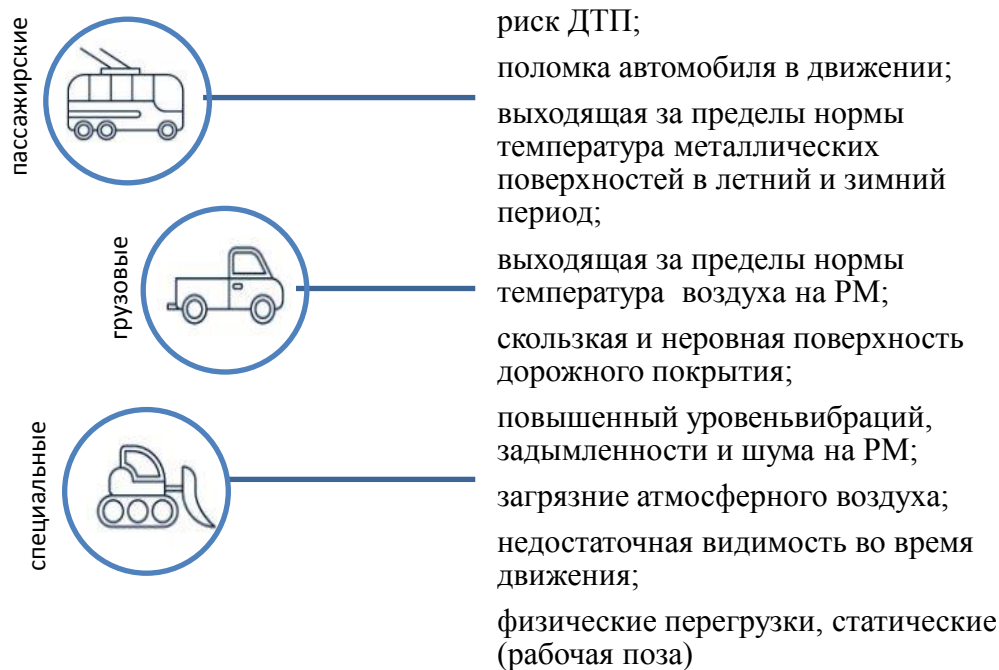 пассажирские
грузовые
специальные
риск ДТП;
поломка автомобиля в движении;
выходящая за пределы нормы
температура металлических
поверхностей в летний и зимний
период;
выходящая за пределы нормы
температура воздуха на РМ;
скользкая и неровная поверхность
дорожного покрытия;
повышенный уровеньвибраций,
задымленности и шума на РМ;
загрязние атмосферного воздуха;
недостаточная видимость во время
движения;
физические перегрузки, статические
(рабочая поза)